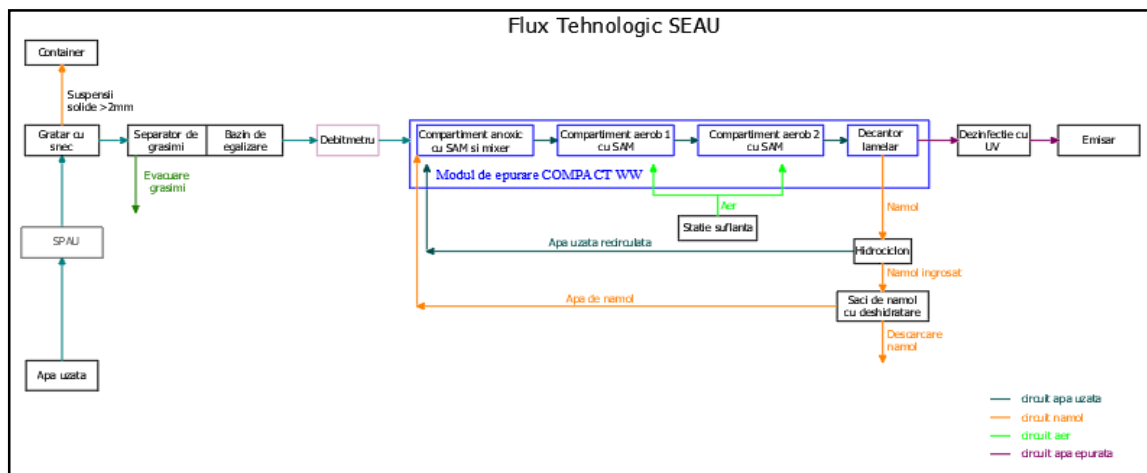 Flux Tehnologic SEAU
Container
Suspensii
solide >2mm
Gratar cu
snec
Separator de
grasimi
Bazin de
egalizare
Debitmetru
Compartiment anoxic
cu SAM si mixer
Compartiment aerob 1
cu SAM
Compartiment aerob 2
cu SAM
Decantor
lamelar
Dezinfectie cu
UV
Emisar
Modul de epurare COMPACT WW
Evacuare
grasimi
Aer
Namol
Statie suflanta
SPAU
Apa uzata recirculata
Hidrociclon
Namol ingrosat
Apa de namol
Saci de namol
cu deshidratare
Descarcare
namol
Apa uzata
circuit apa uzata
circuit namol
circuit aer
circuit apa epurata